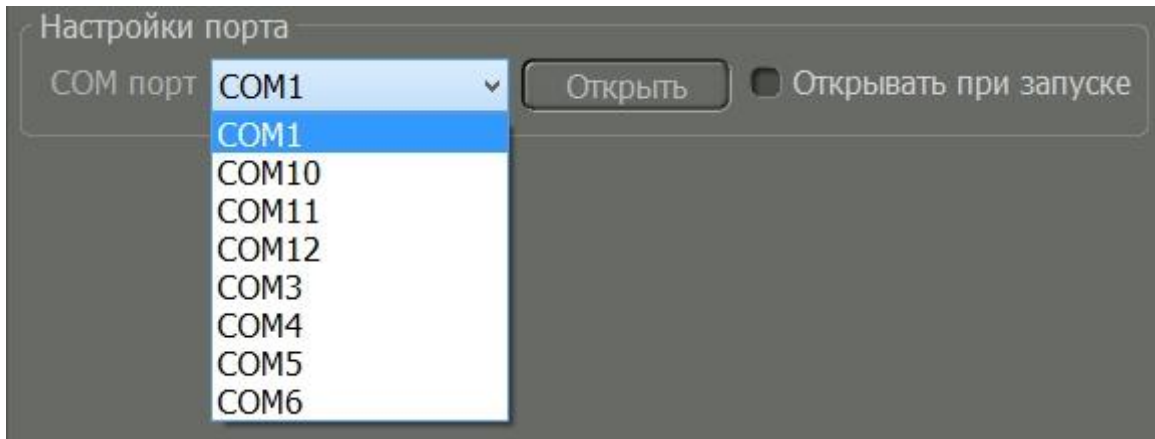 Настройки порта
COM порт COM1 Открыть Открывать при запуске
COM1
COM10
COM11
COM12
COM3
COM4
COM5
COM6